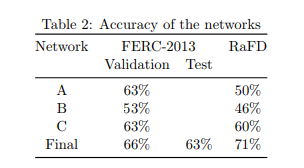 Table 2: Accuracy of the networks
Network FERC-2013 RaFD
Validation Test
A 63% 50%
B 53% 46%
C 63% 60%
Final 66% 63% 71%